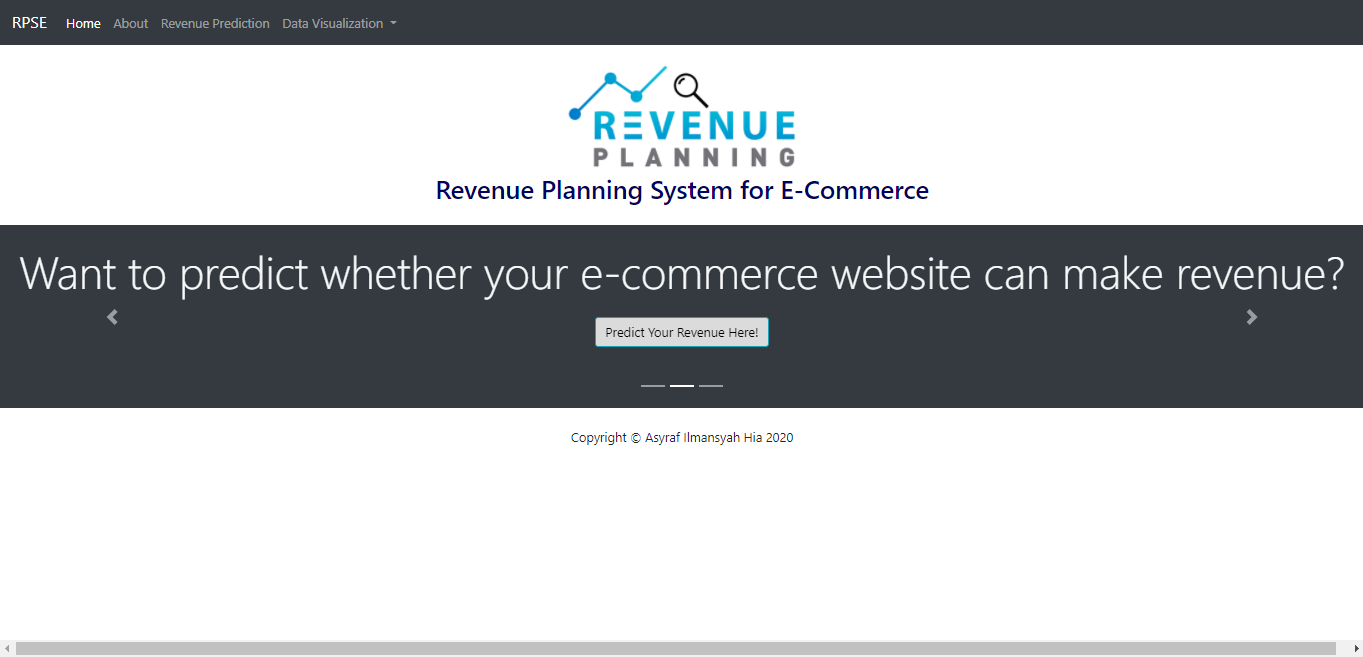 RPSE Home About Revenue Prediction Data Visualization
REVENUE
PLANNING
Revenue Planning System for E-Commerce
Want to predict whether your e-commerce website can make revenue?
Predict Your Revenue Here!
Copyright © Asyraf Ilmansyah Hia 2020